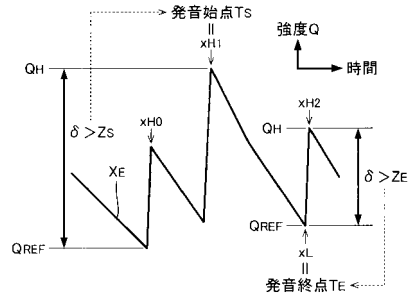 発音始点TS
=
xH1
強度Q
時間
QH
xH0
xH2
QH
δ>ZS
δ>ZE
XE
QREF
QREF
xL
=
発音終点TE